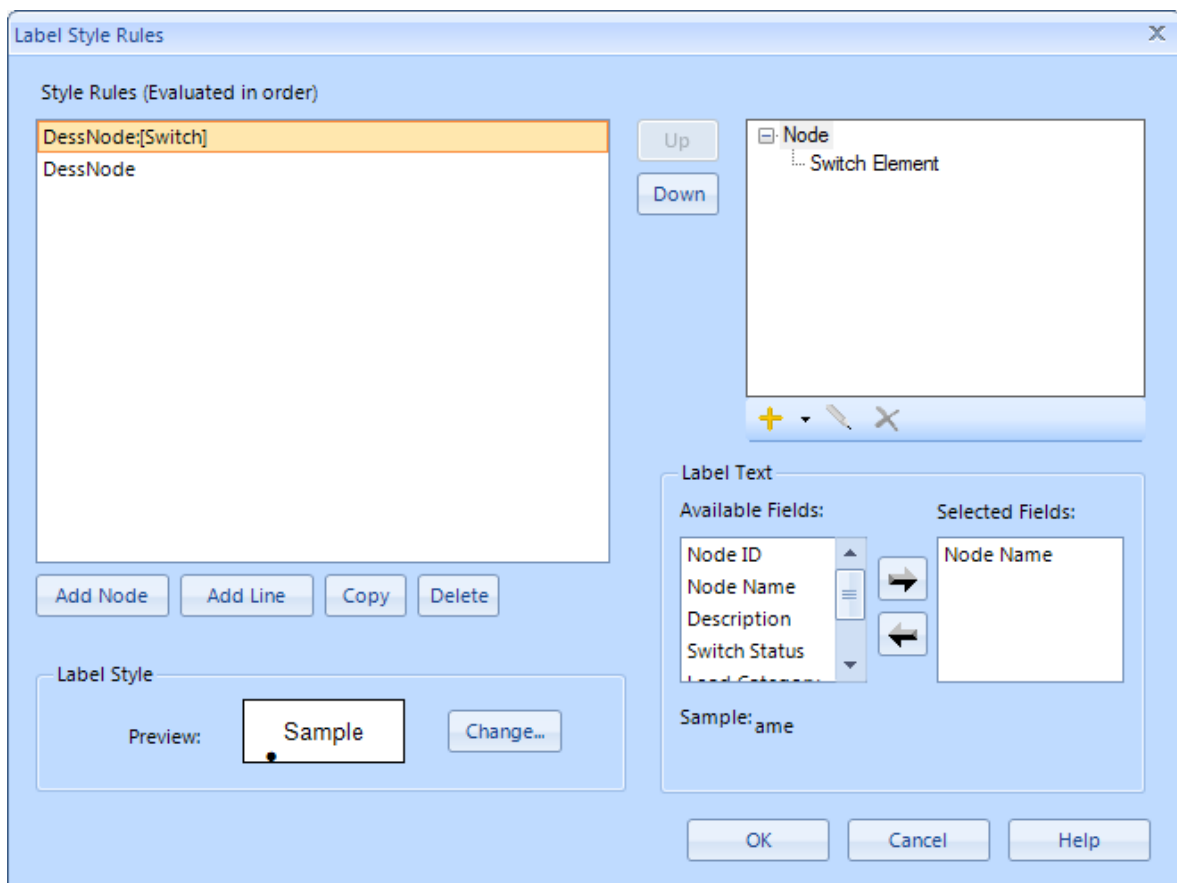 Label Style Rules
Style Rules (Evaluated in order)
DessNode:[Switch]
DessNode
Up
Down
Node
Switch Element
Add Node
Add Line
Copy
Delete
Label Style
Preview:
Sample
Change...
Label Text
Available Fields:
Node ID
Node Name
Description
Switch Status
Load Category
Selected Fields:
Node Name
Sample: ame
OK
Cancel
Help